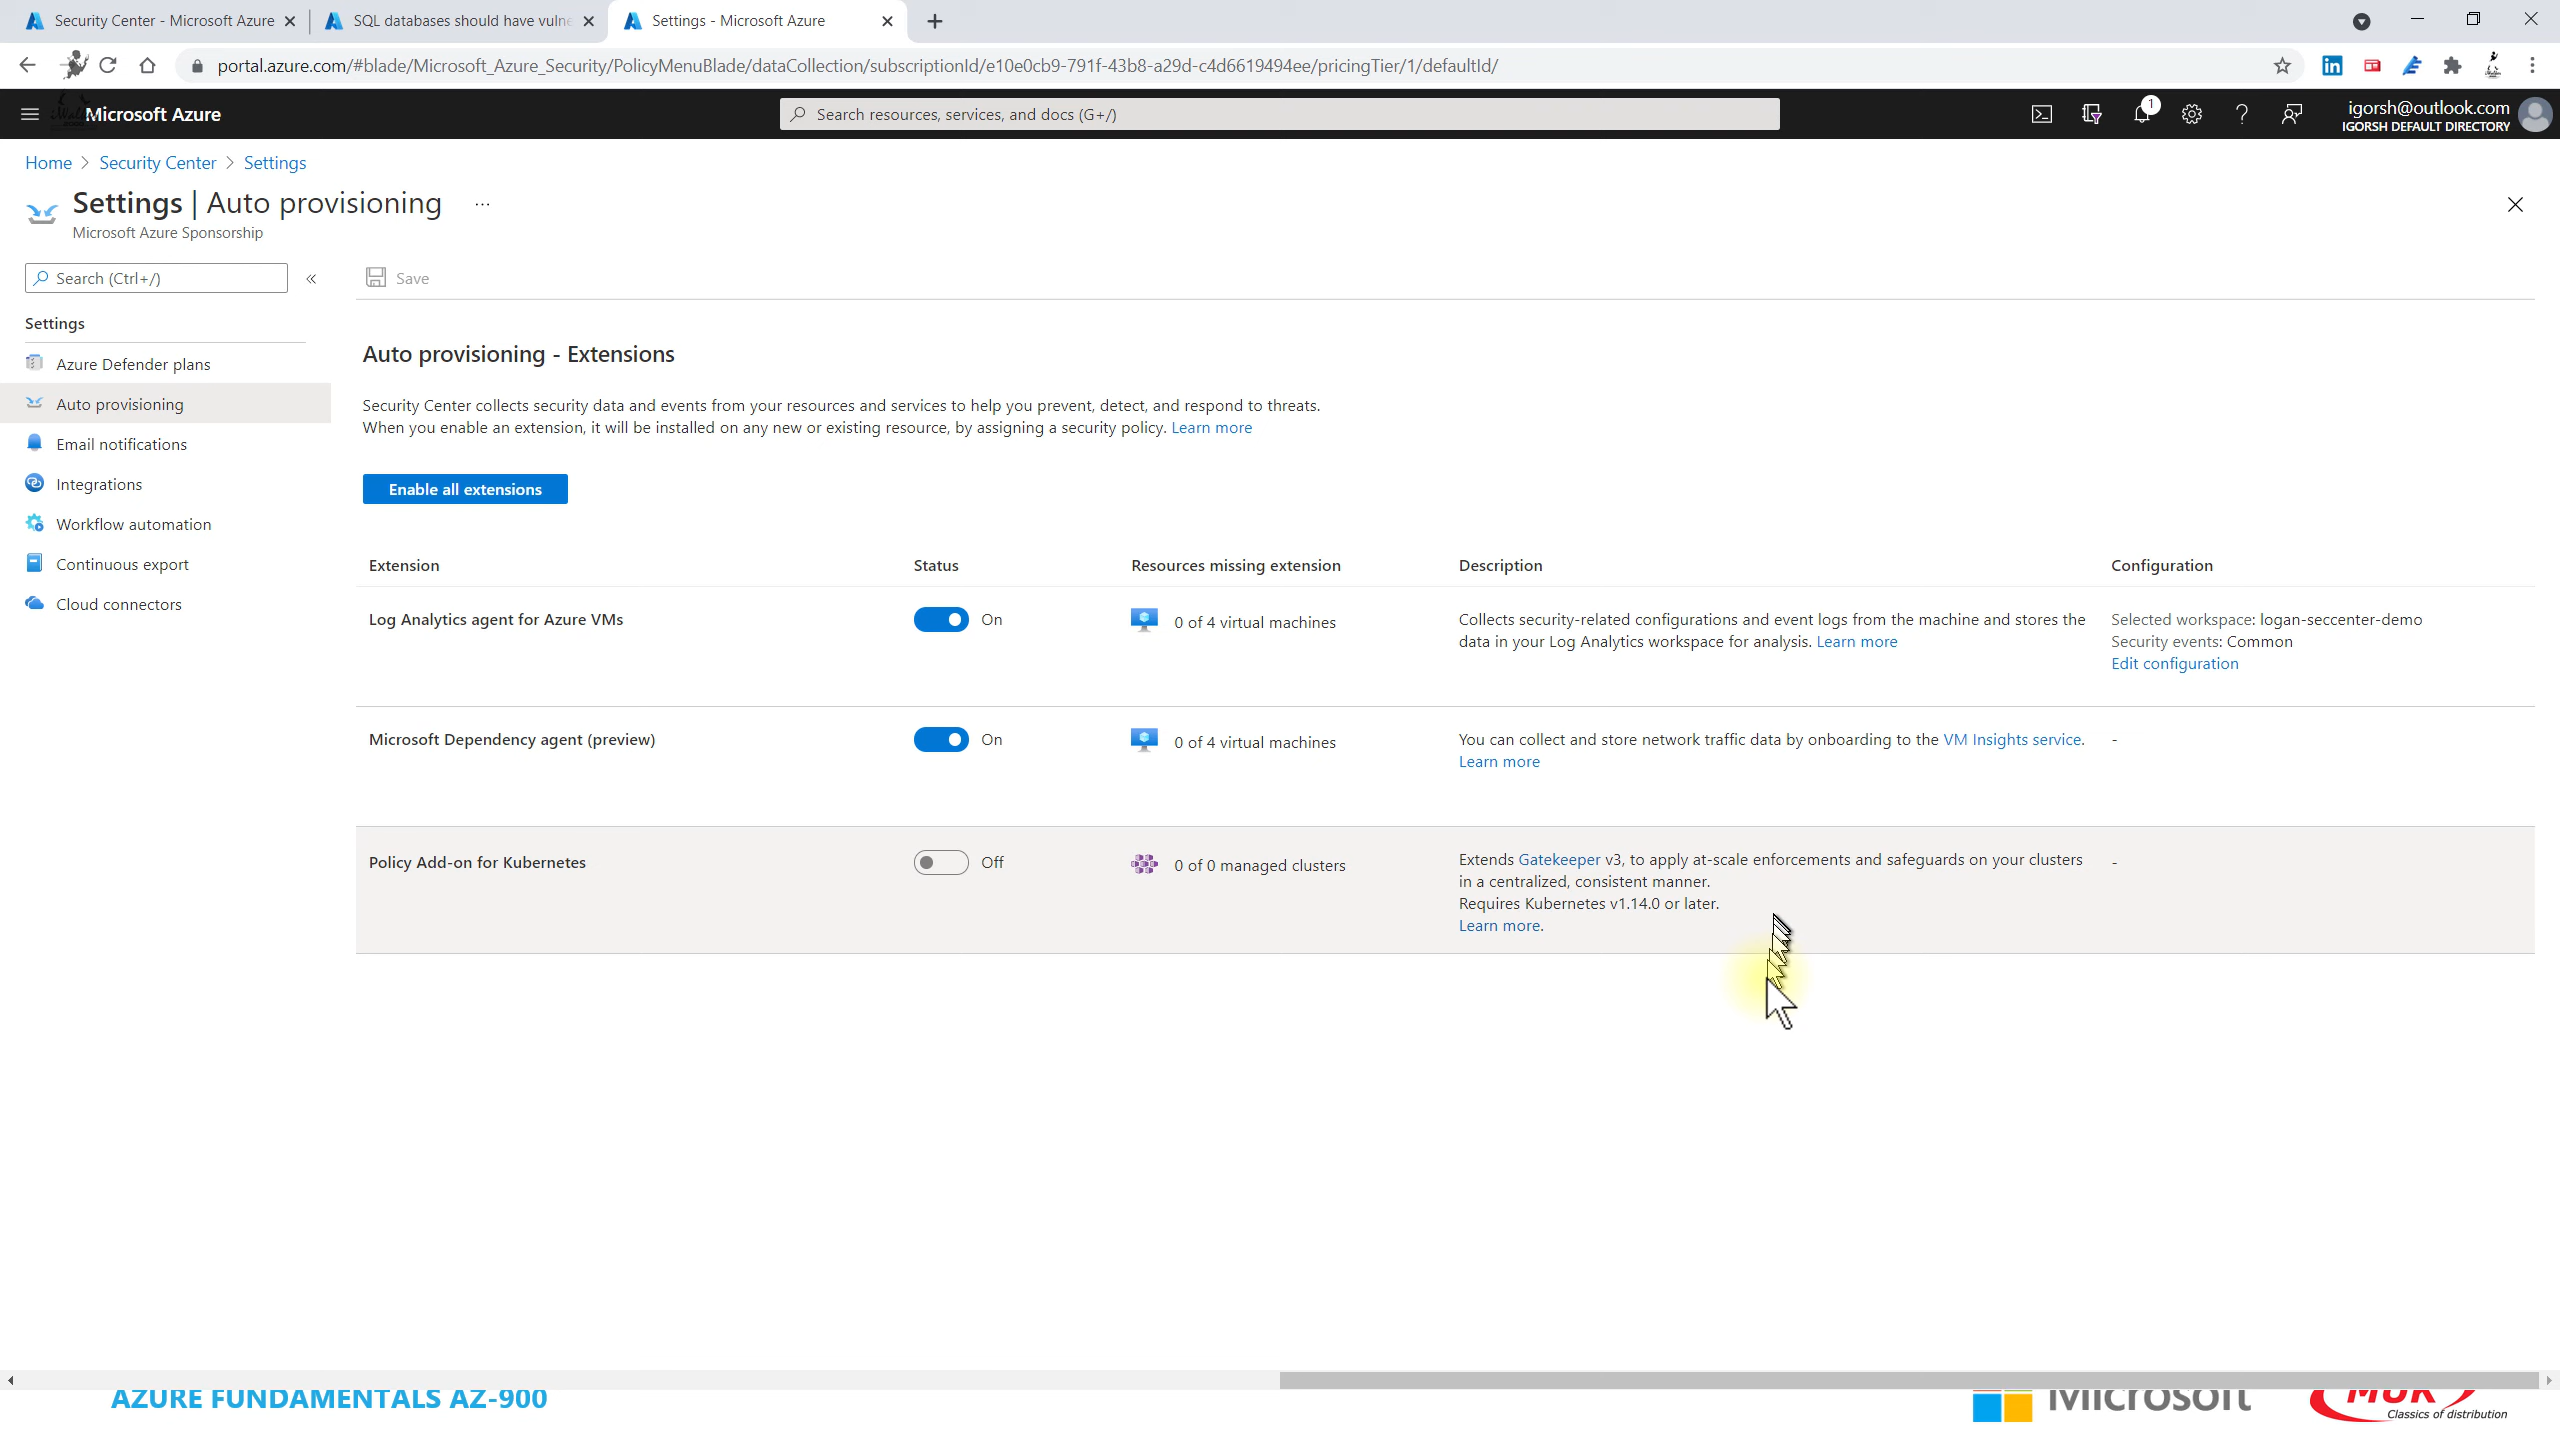 Security Center - Microsoft Azure
SQL databases should have vulne
Settings - Microsoft Azure
portal.azure.com/#blade/Microsoft_Azure_Security/PolicyMenuBlade/dataCollection/subscriptionId/e10e0cb9-791f-43b8-a29d-c4d6619494ee/pricingTier/1/defaultId/
Microsoft Azure
Search resources, services, and docs (G+/)
1
igorsh@outlook.com
IGORSH DEFAULT DIRECTORY
Home > Security Center > Settings
Settings | Auto provisioning ...
Microsoft Azure Sponsorship
Search (Ctrl+/)
«
Save
Settings
Azure Defender plans
Auto provisioning
Email notifications
Integrations
Workflow automation
Continuous export
Cloud connectors
Auto provisioning - Extensions
Security Center collects security data and events from your resources and services to help you prevent, detect, and respond to threats.
When you enable an extension, it will be installed on any new or existing resource, by assigning a security policy. Learn more
Enable all extensions
Extension Status Resources missing extension Description Configuration
Log Analytics agent for Azure VMs
On
0 of 4 virtual machines
Collects security-related configurations and event logs from the machine and stores the
data in your Log Analytics workspace for analysis. Learn more
Selected workspace: logan-seccenter-demo
Security events: Common
Edit configuration
Microsoft Dependency agent (preview)
On
0 of 4 virtual machines
You can collect and store network traffic data by onboarding to the VM Insights service.
Learn more
-
Policy Add-on for Kubernetes
Off
0 of 0 managed clusters
Extends Gatekeeper v3, to apply at-scale enforcements and safeguards on your clusters
in a centralized, consistent manner.
Requires Kubernetes v1.14.0 or later.
Learn more.
-
AZURE FUNDAMENTALS AZ-900
Microsoft
MUK
Classics of distribution